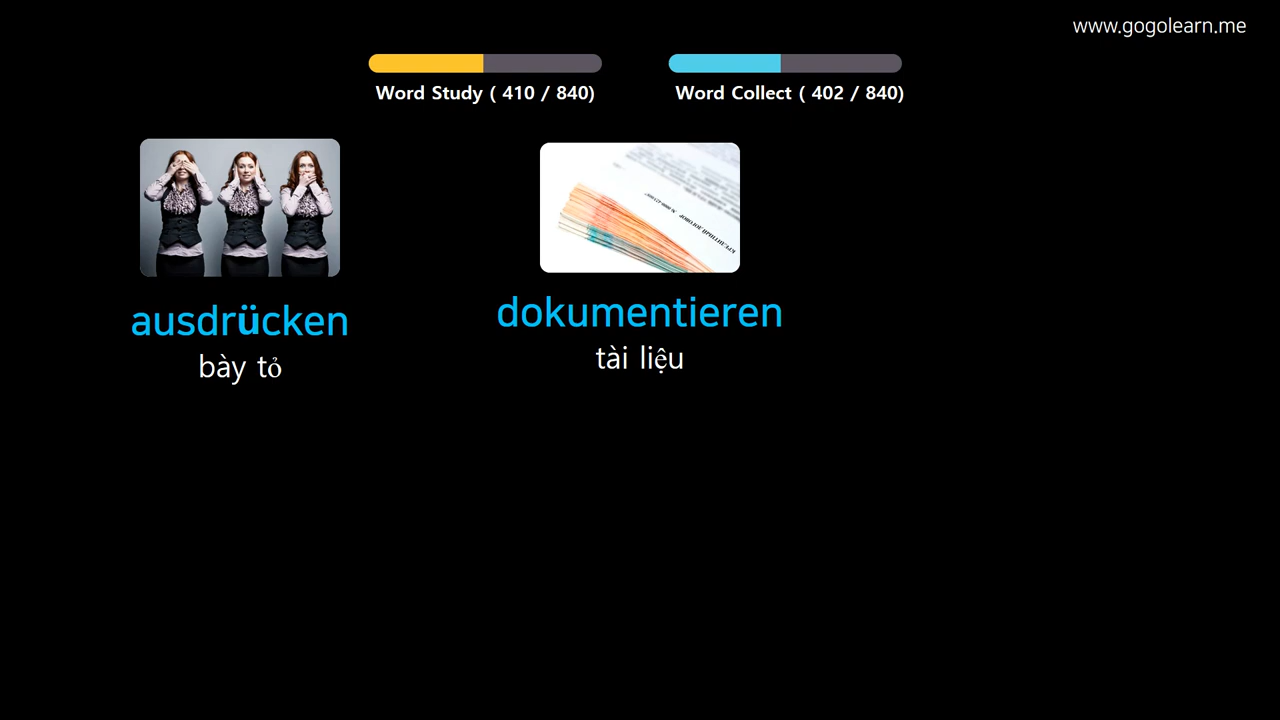 www.gogolearn.me
Word Study ( 410 / 840)
Word Collect ( 402 / 840)
ausdrücken
bày tỏ
dokumentieren
tài liệu